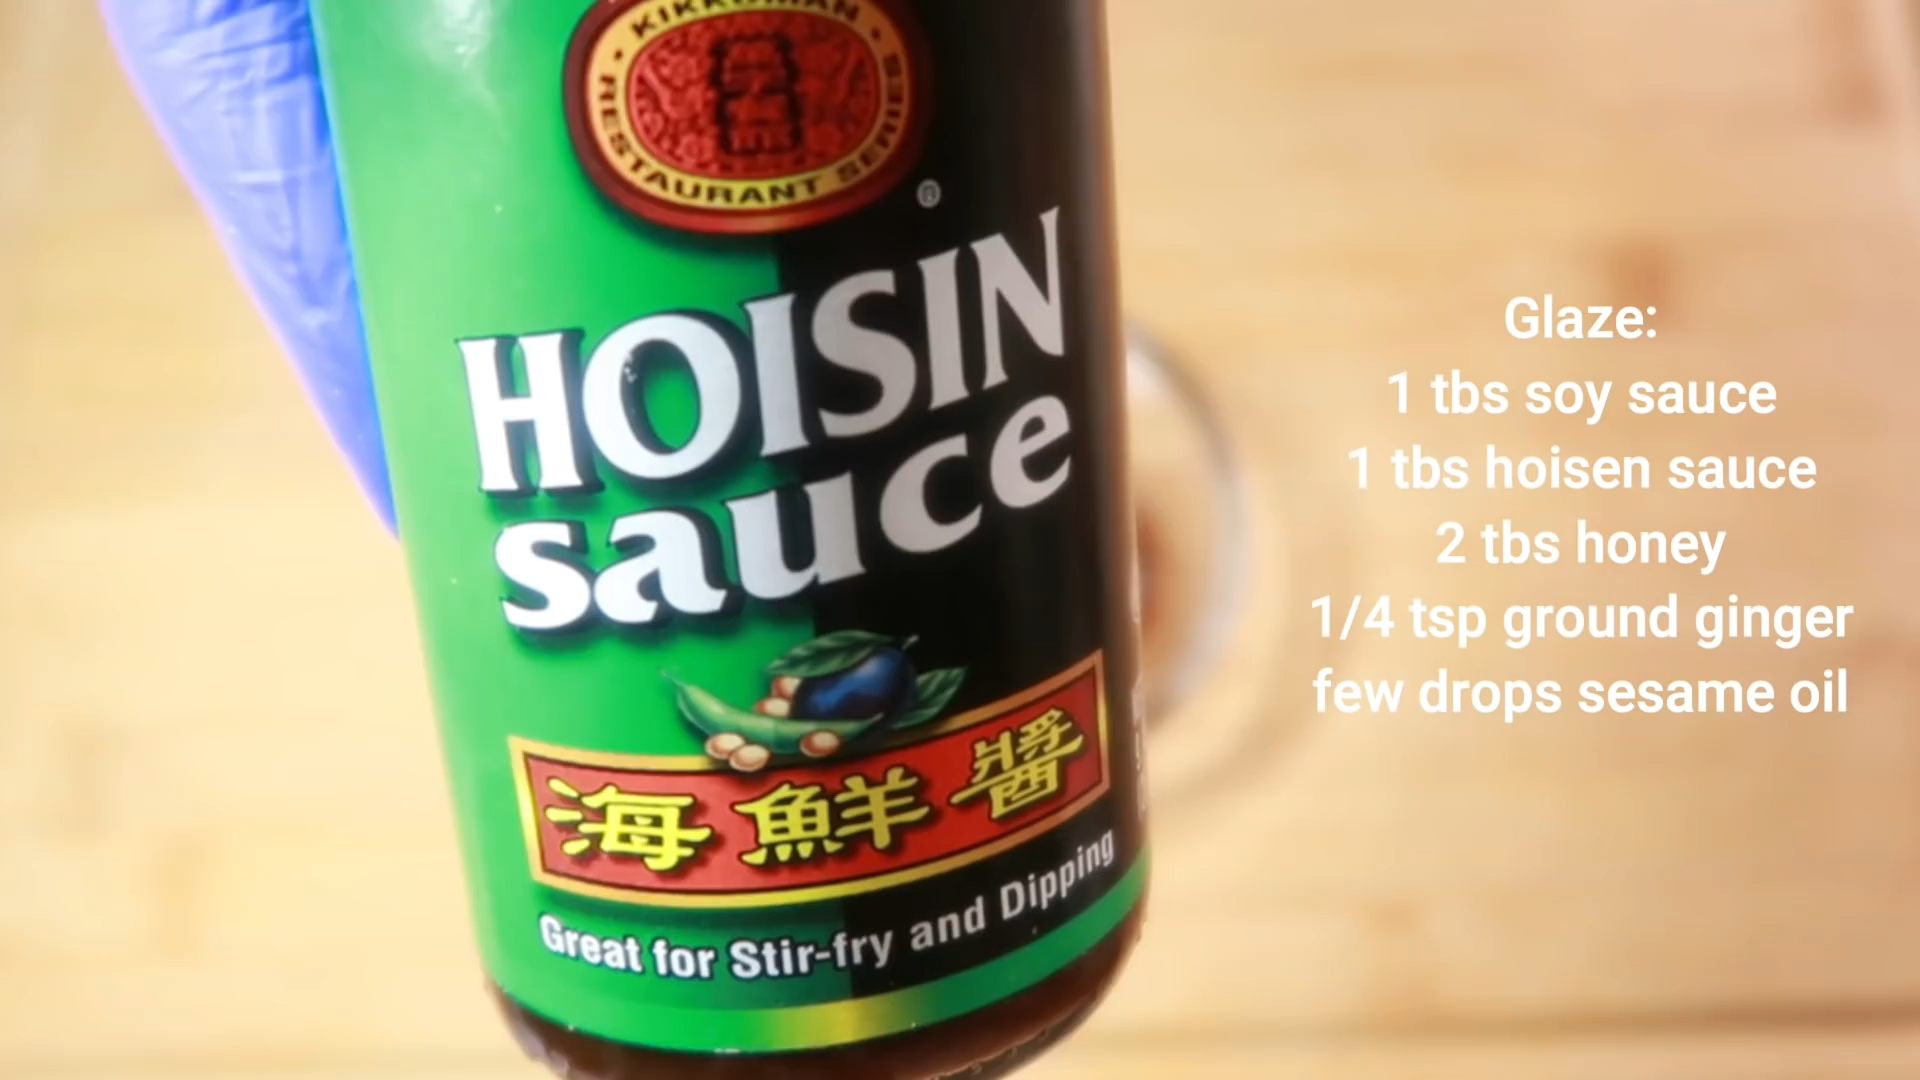 KIKKOMAN
RESTAURANT SERIES
®
HOISIN
sauce
海鮮醬
Great for Stir-fry and Dipping
Glaze:
1 tbs soy sauce
1 tbs hoisen sauce
2 tbs honey
1/4 tsp ground ginger
few drops sesame oil